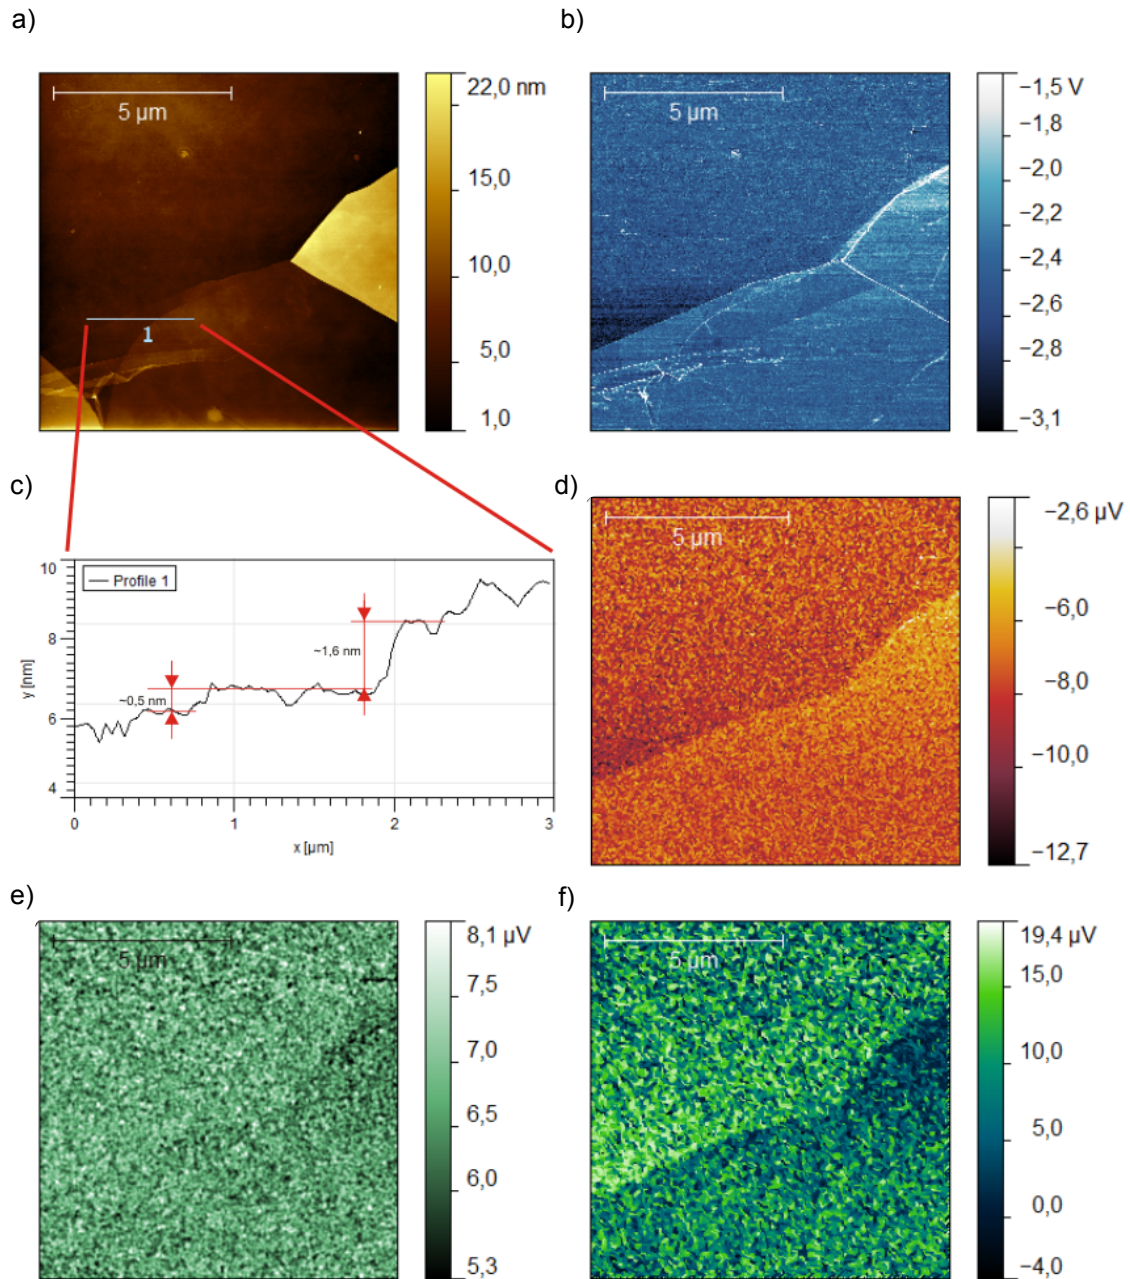 a)
5 µm
1
22,0 nm
15,0
10,0
5,0
1,0
b)
5 µm
−1,5 V
−1,8
−2,0
−2,2
−2,4
−2,6
−2,8
−3,1
c)
Profile 1
~0,5 nm
~1,6 nm
y [nm]
10
8
6
4
0
1
2
3
x [µm]
d)
5 µm
−2,6 µV
−6,0
−8,0
−10,0
−12,7
e)
5 µm
8,1 µV
7,5
7,0
6,5
6,0
5,3
f)
5 µm
19,4 µV
15,0
10,0
5,0
0,0
−4,0